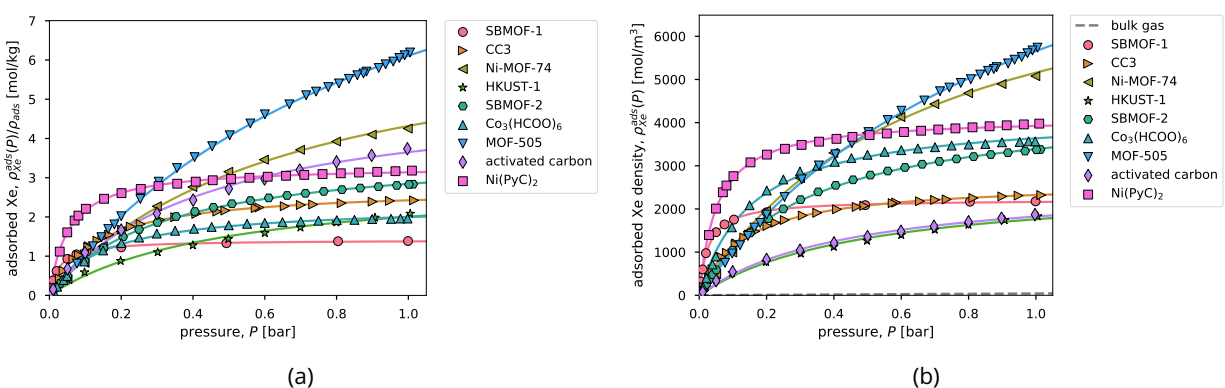 7
6
5
4
3
2
1
0
adsorbed Xe, ρ_Xe^ads(P)/ρ_ads [mol/kg]
0.0 0.2 0.4 0.6 0.8 1.0
pressure, P [bar]
SBMOF-1
CC3
Ni-MOF-74
HKUST-1
SBMOF-2
Co₃(HCOO)₆
MOF-505
activated carbon
Ni(PyC)₂
(a)
6000
5000
4000
3000
2000
1000
0
adsorbed Xe density, ρ_Xe^ads(P) [mol/m³]
0.0 0.2 0.4 0.6 0.8 1.0
pressure, P [bar]
bulk gas
SBMOF-1
CC3
Ni-MOF-74
HKUST-1
SBMOF-2
Co₃(HCOO)₆
MOF-505
activated carbon
Ni(PyC)₂
(b)